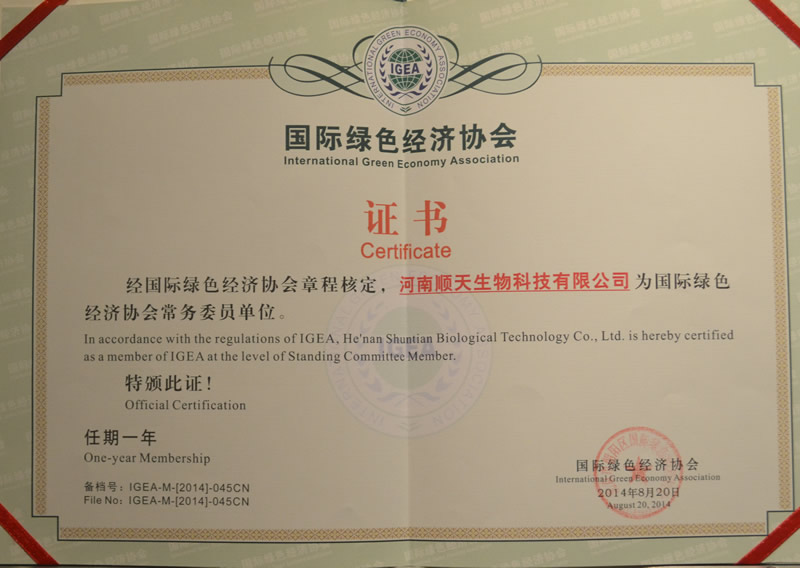 INTERNATIONAL GREEN ECONOMY ASSOCIATION
IGEA
国际绿色经济协会
International Green Economy Association
证书
Certificate
经国际绿色经济协会章程核定，河南顺天生物科技有限公司为国际绿色
经济协会常务委员单位。
In accordance with the regulations of IGEA, He'nan Shuntian Biological Technology Co., Ltd. is hereby certified
as a member of IGEA at the level of Standing Committee Member.
IGEA
特颁此证！
Official Certification
任期一年
One-year Membership
备档号：IGEA-M-[2014]-045CN
File No: IGEA-M-[2014]-045CN
国际绿色经济协会
International Green Economy Association
2014年8月20日
August 20, 2014